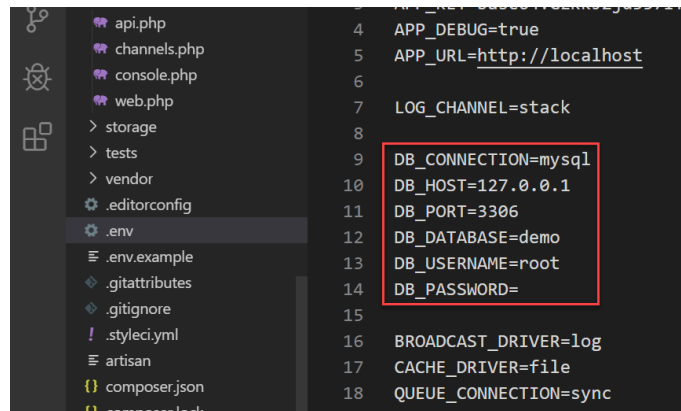 api.php
channels.php
console.php
web.php
storage
tests
vendor
.editorconfig
.env
.env.example
.gitattributes
.gitignore
.styleci.yml
artisan
composer.json
4 APP_DEBUG=true
5 APP_URL=http://localhost
6
7 LOG_CHANNEL=stack
8
9 DB_CONNECTION=mysql
10 DB_HOST=127.0.0.1
11 DB_PORT=3306
12 DB_DATABASE=demo
13 DB_USERNAME=root
14 DB_PASSWORD=
15
16 BROADCAST_DRIVER=log
17 CACHE_DRIVER=file
18 QUEUE_CONNECTION=sync